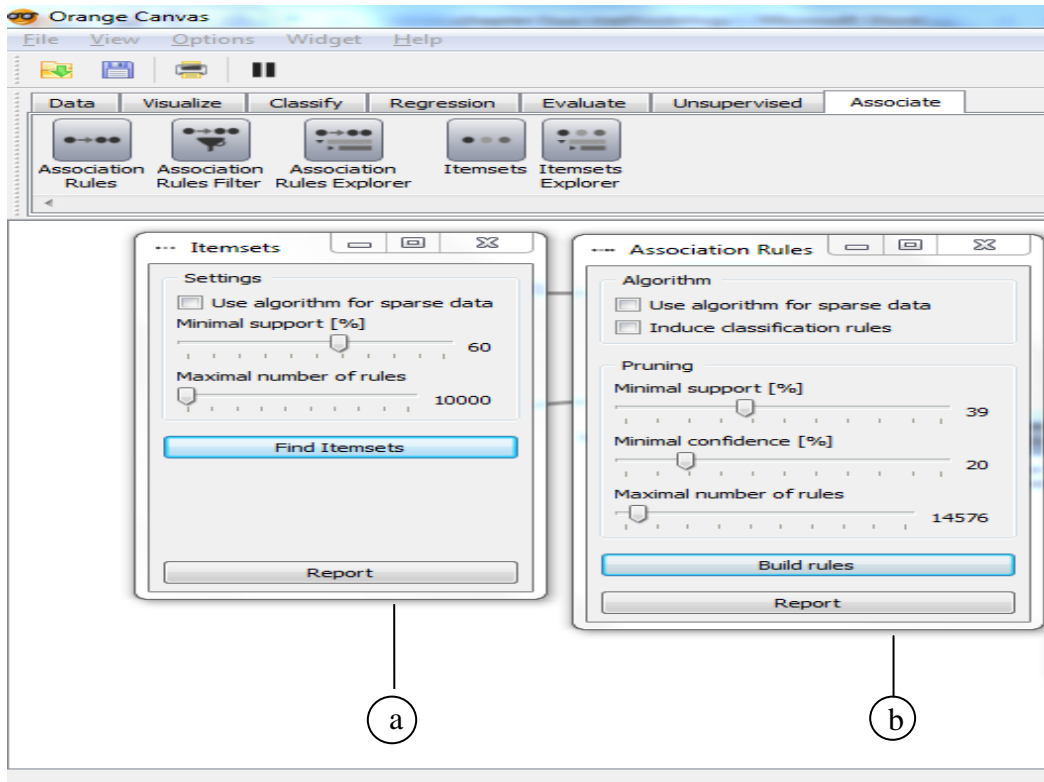 Orange Canvas
File View Options Widget Help
Data Visualize Classify Regression Evaluate Unsupervised Associate
Association Rules
Association Rules Filter
Association Rules Explorer
Itemsets
Itemsets Explorer
Itemsets
Settings
Use algorithm for sparse data
Minimal support [%]
60
Maximal number of rules
10000
Find Itemsets
Report
Association Rules
Algorithm
Use algorithm for sparse data
Induce classification rules
Pruning
Minimal support [%]
39
Minimal confidence [%]
20
Maximal number of rules
14576
Build rules
Report
a
b